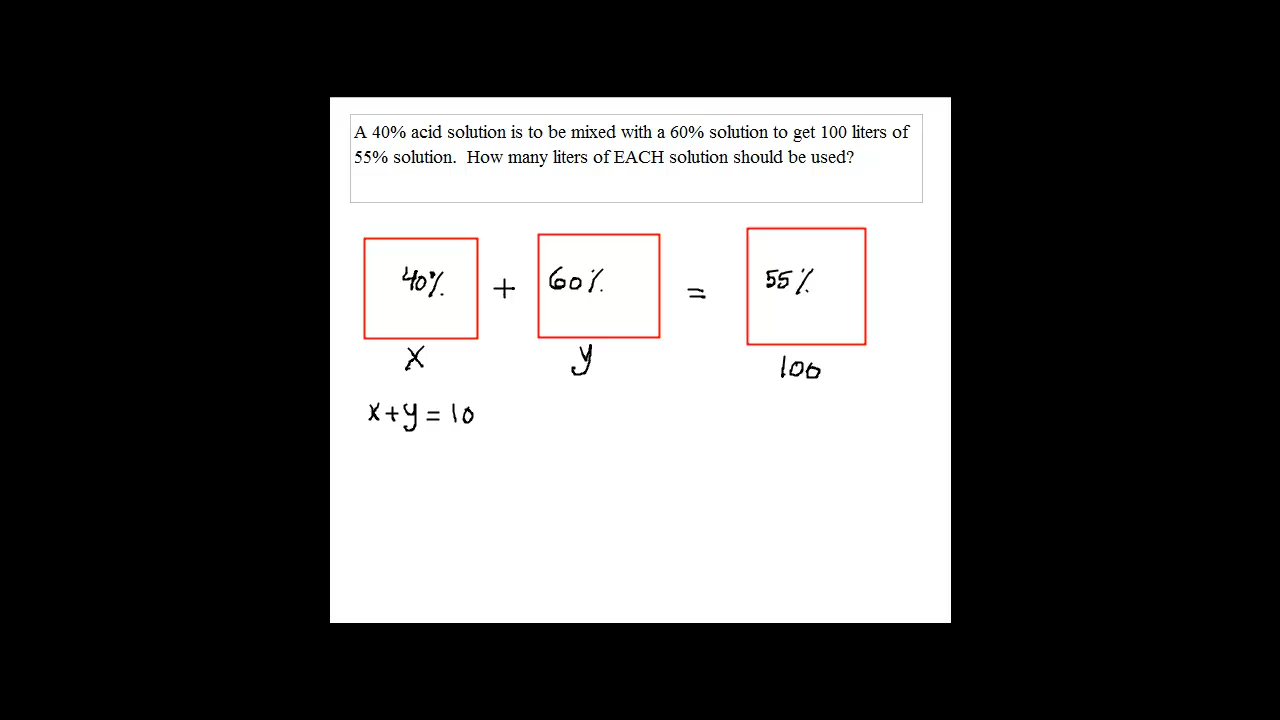 A 40% acid solution is to be mixed with a 60% solution to get 100 liters of
55% solution.  How many liters of EACH solution should be used?
40% + 60% = 55%
x y 100
x+y = 10